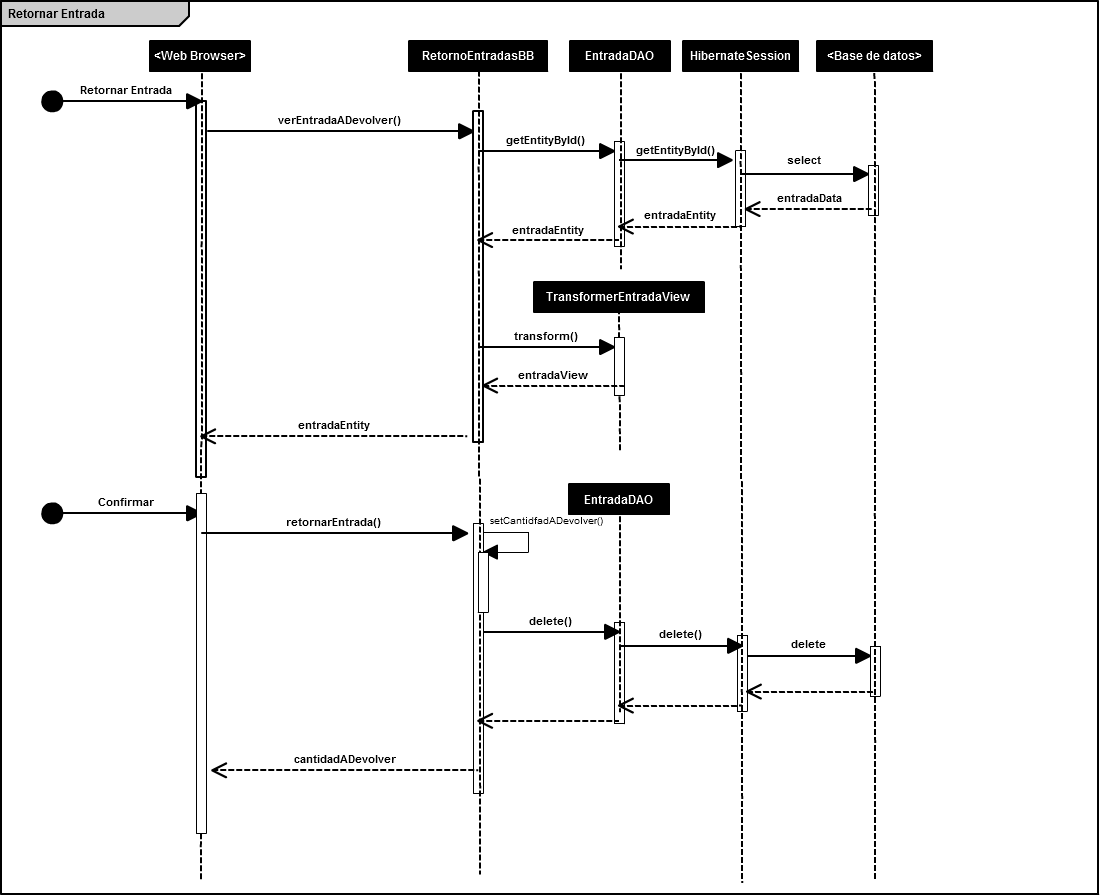 Retornar Entrada
<Web Browser>
RetornoEntradasBB
EntradaDAO
HibernateSession
<Base de datos>
Retornar Entrada
verEntradaADevolver()
getEntityById()
getEntityById()
select
entradaData
entradaEntity
entradaEntity
TransformerEntradaView
transform()
entradaView
entradaEntity
Confirmar
EntradaDAO
retornarEntrada()
setCantidfadADevolver()
delete()
delete()
delete
cantidadADevolver